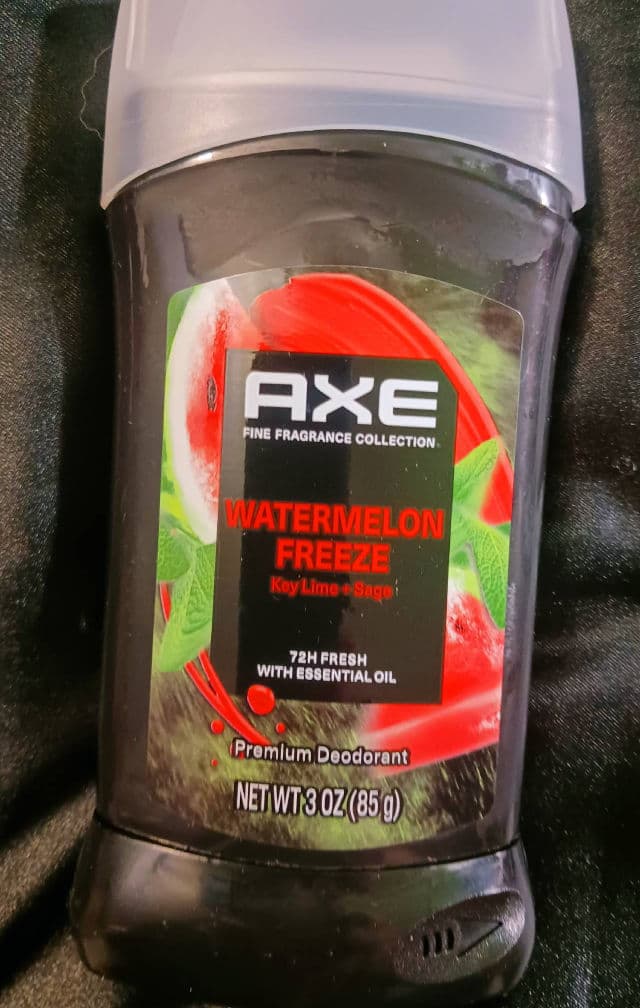 AXE
FINE FRAGRANCE COLLECTION
WATERMELON
FREEZE
Key Lime + Sage
72H FRESH
WITH ESSENTIAL OIL
Premium Deodorant
NET WT 3 OZ (85 g)